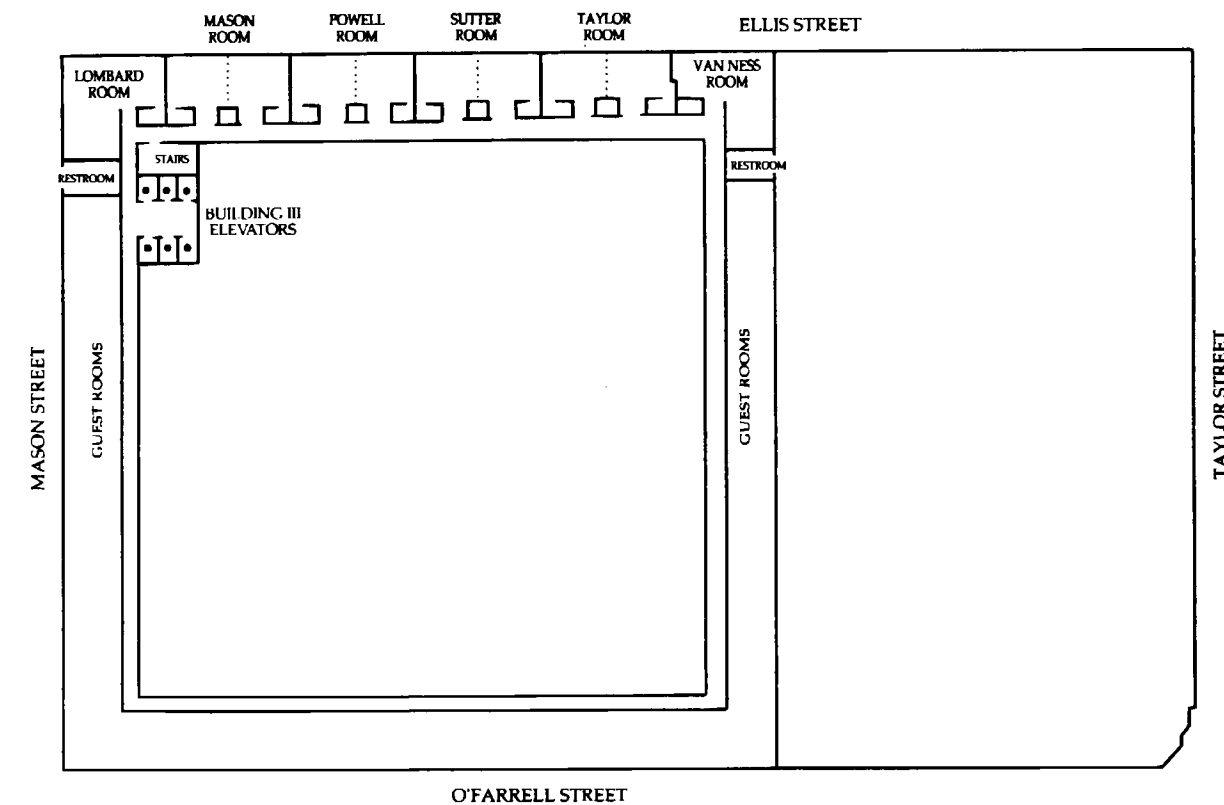 MASON
ROOM
POWELL
ROOM
SUTTER
ROOM
TAYLOR
ROOM
ELLIS STREET
LOMBARD
ROOM
VAN NESS
ROOM
STAIRS
RESTROOM
RESTROOM
BUILDING III
ELEVATORS
GUEST ROOMS
GUEST ROOMS
MASON STREET
TAYLOR STREET
O'FARRELL STREET